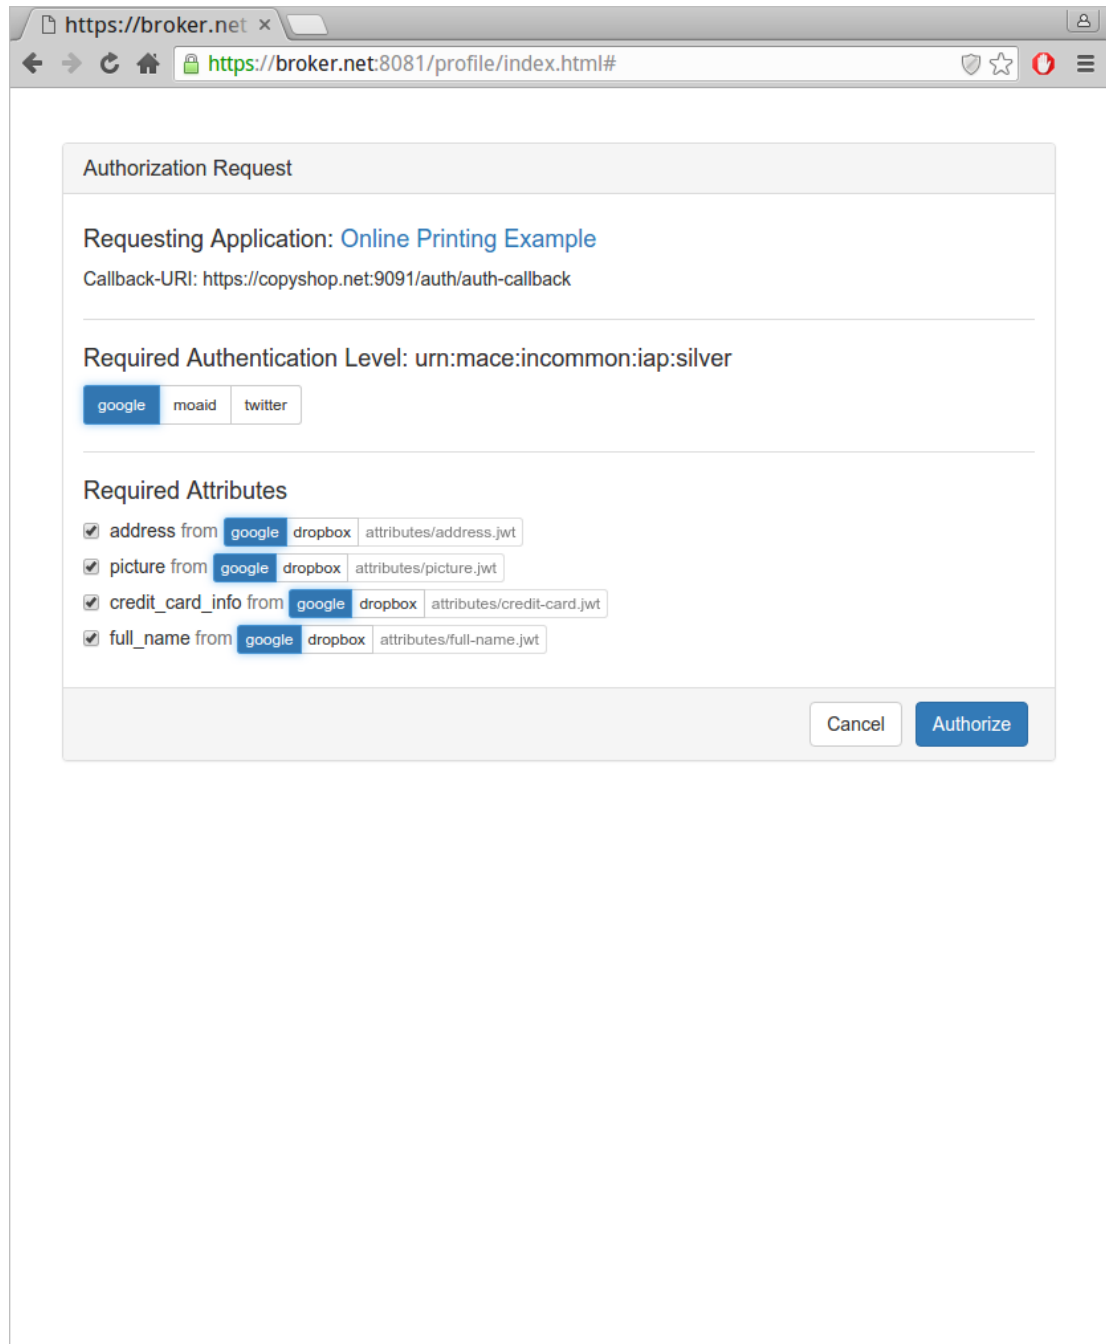 https://broker.net ×
https://broker.net:8081/profile/index.html#
Authorization Request
Requesting Application: Online Printing Example
Callback-URI: https://copyshop.net:9091/auth/auth-callback
Required Authentication Level: urn:mace:incommon:iap:silver
google moaid twitter
Required Attributes
address from google dropbox attributes/address.jwt
picture from google dropbox attributes/picture.jwt
credit_card_info from google dropbox attributes/credit-card.jwt
full_name from google dropbox attributes/full-name.jwt
Cancel Authorize